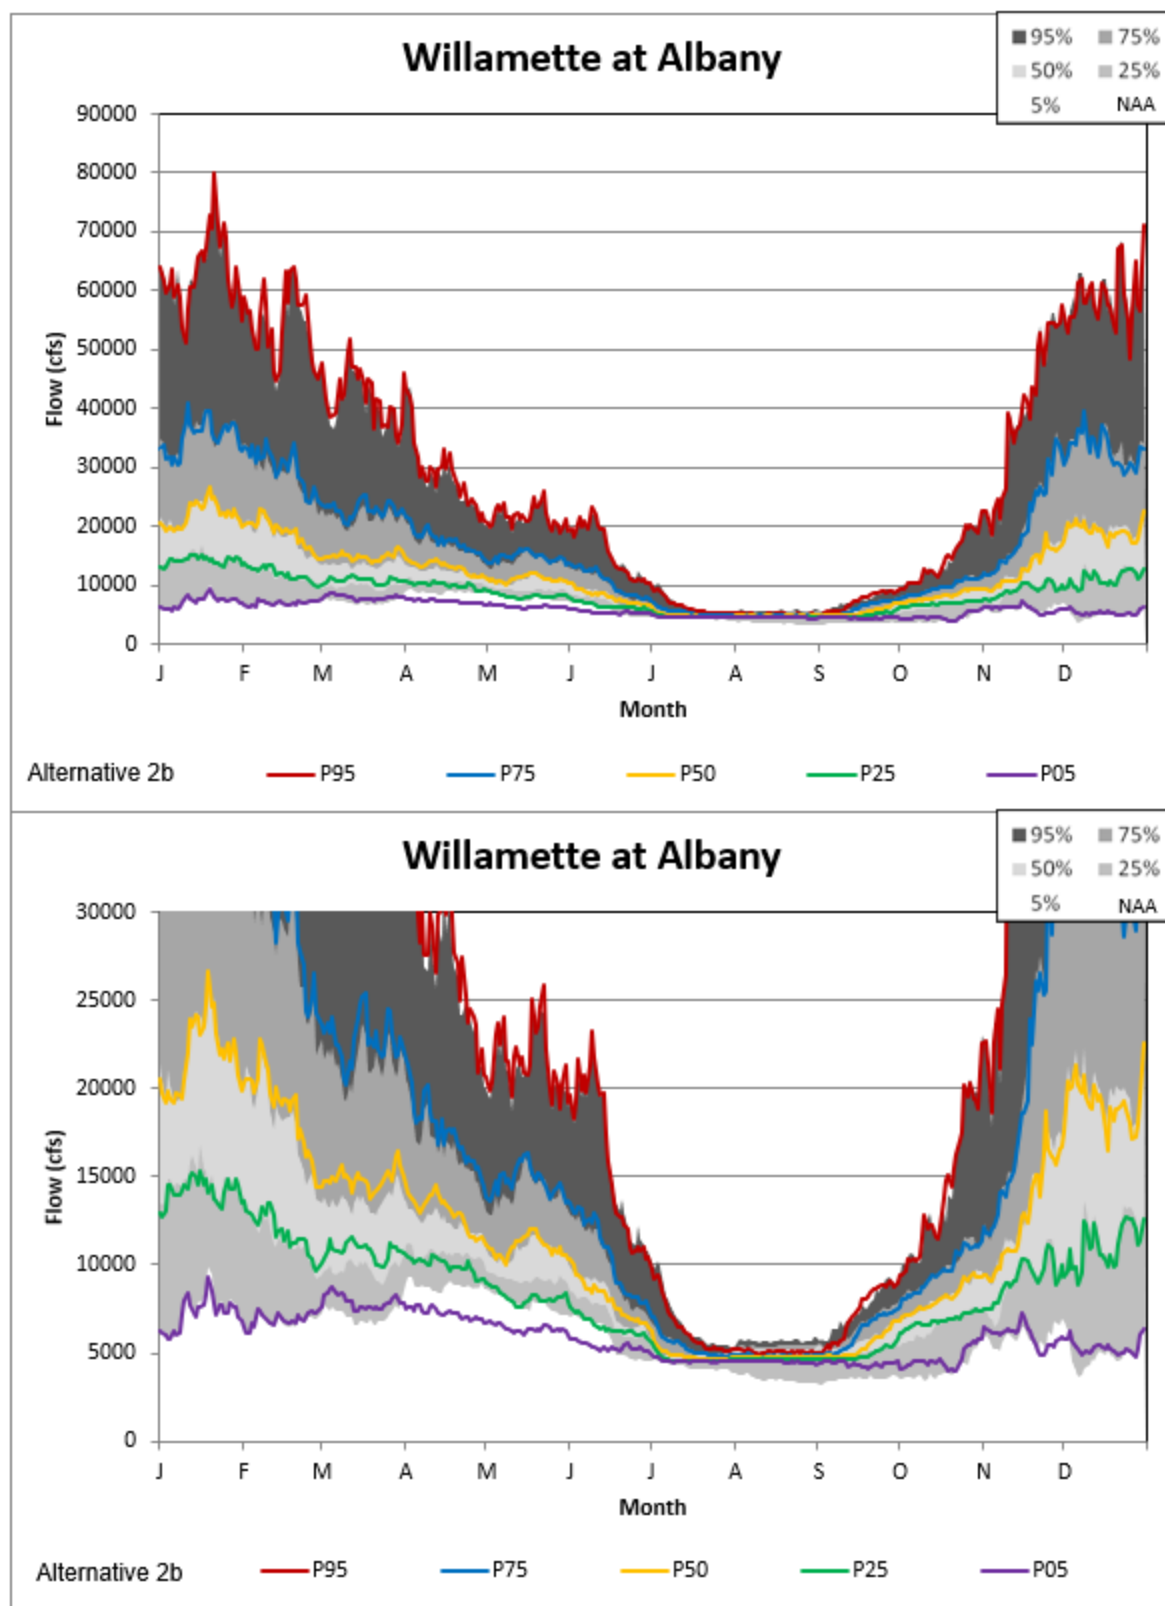 Willamette at Albany
95% 75%
50% 25%
5% NAA
90000
80000
70000
60000
50000
40000
30000
20000
10000
0
Flow (cfs)
J F M A M J J A S O N D
Month
Alternative 2b P95 P75 P50 P25 P05
Willamette at Albany
95% 75%
50% 25%
5% NAA
30000
25000
20000
15000
10000
5000
0
Flow (cfs)
J F M A M J J A S O N D
Month
Alternative 2b P95 P75 P50 P25 P05